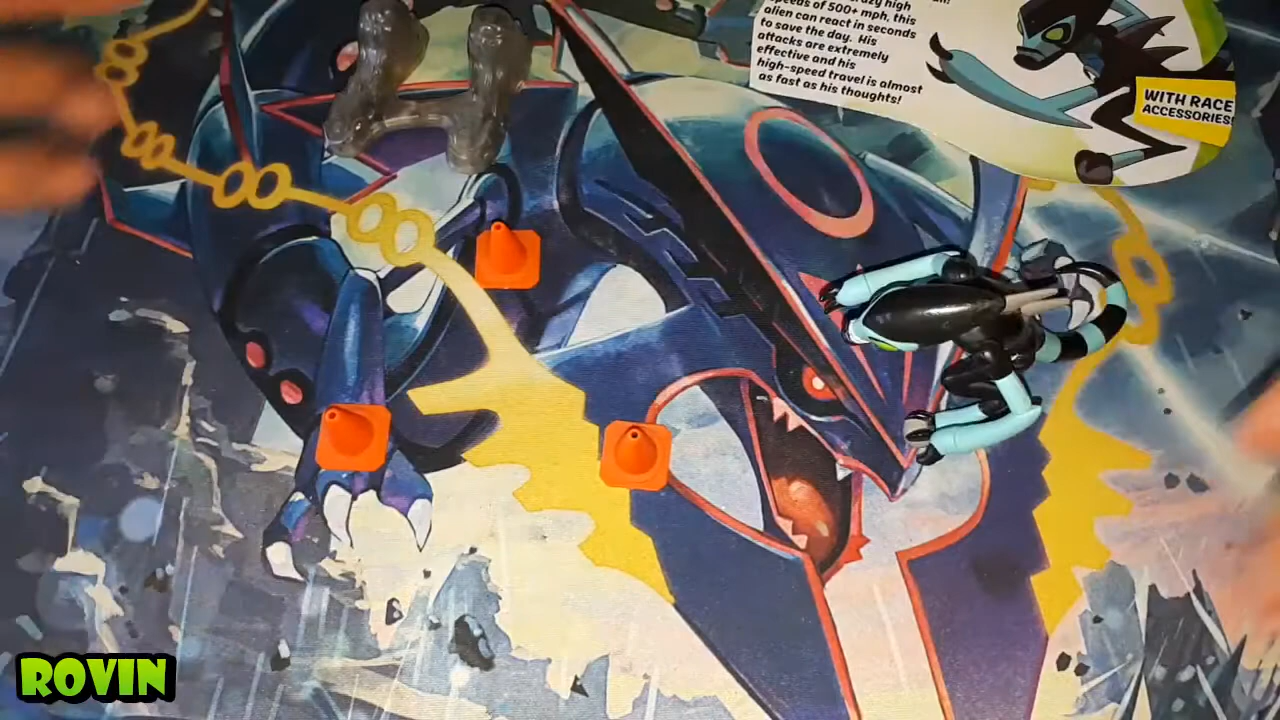 speeds of 500+ mph, this
alien can react in seconds
to save the day. His
attacks are extremely
effective and his
high-speed travel is almost
as fast as his thoughts!
WITH RACE
ACCESSORIES!
ROVIN